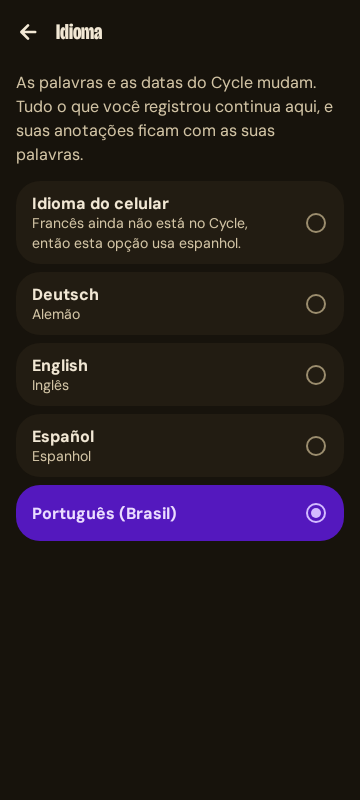 Idioma
As palavras e as datas do Cycle mudam.
Tudo o que você registrou continua aqui, e
suas anotações ficam com as suas
palavras.
Idioma do celular
Francês ainda não está no Cycle,
então esta opção usa espanhol.
Deutsch
Alemão
English
Inglês
Español
Espanhol
Português (Brasil)